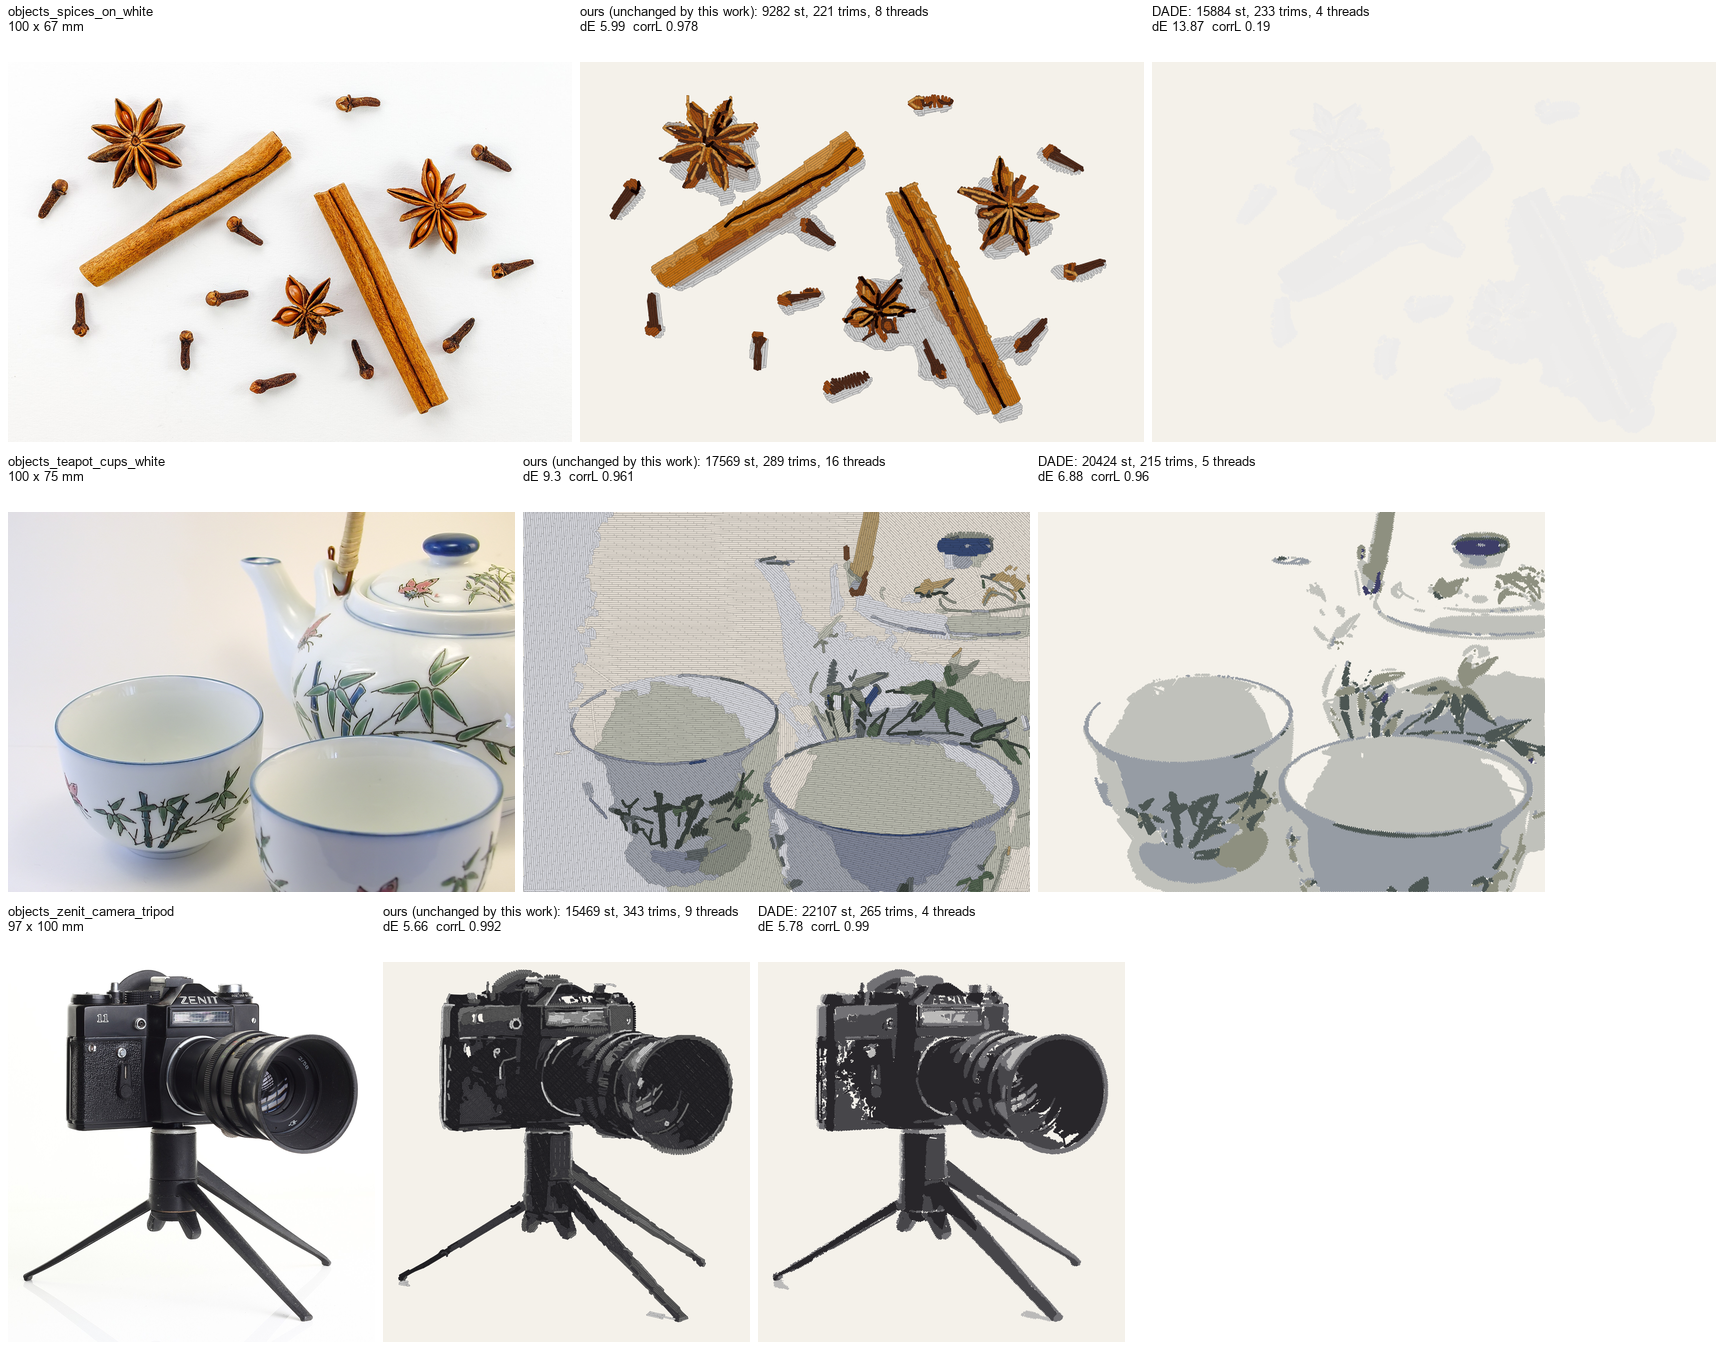 objects_spices_on_white
100 x 67 mm
ours (unchanged by this work): 9282 st, 221 trims, 8 threads
dE 5.99  corrL 0.978
DADE: 15884 st, 233 trims, 4 threads
dE 13.87  corrL 0.19
objects_teapot_cups_white
100 x 75 mm
ours (unchanged by this work): 17569 st, 289 trims, 16 threads
dE 9.3  corrL 0.961
DADE: 20424 st, 215 trims, 5 threads
dE 6.88  corrL 0.96
objects_zenit_camera_tripod
97 x 100 mm
ours (unchanged by this work): 15469 st, 343 trims, 9 threads
dE 5.66  corrL 0.992
DADE: 22107 st, 265 trims, 4 threads
dE 5.78  corrL 0.99
ZENIT
11